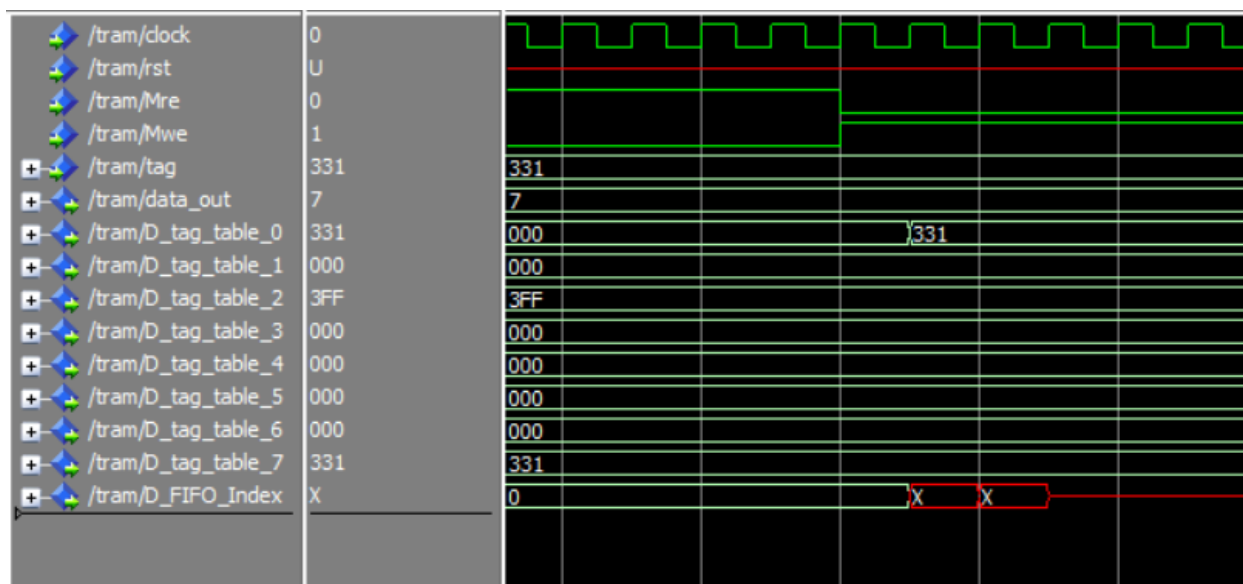 /tram/clock 0
/tram/rst U
/tram/Mre 0
/tram/Mwe 1
/tram/tag 331 331
/tram/data_out 7 7
/tram/D_tag_table_0 331 000 331
/tram/D_tag_table_1 000 000
/tram/D_tag_table_2 3FF 3FF
/tram/D_tag_table_3 000 000
/tram/D_tag_table_4 000 000
/tram/D_tag_table_5 000 000
/tram/D_tag_table_6 000 000
/tram/D_tag_table_7 331 331
/tram/D_FIFO_Index X 0 X X